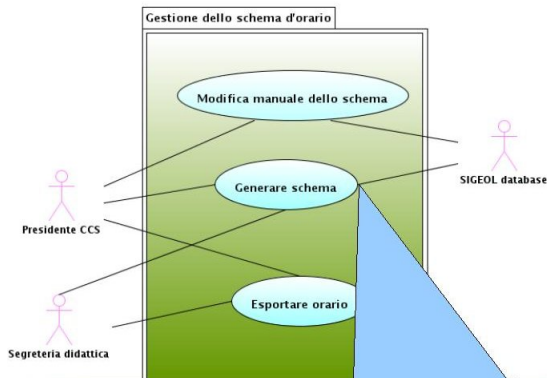 Gestione dello schema d'orario
Modifica manuale dello schema
SIGEOL database
Generare schema
Presidente CCS
Esportare orario
Segreteria didattica